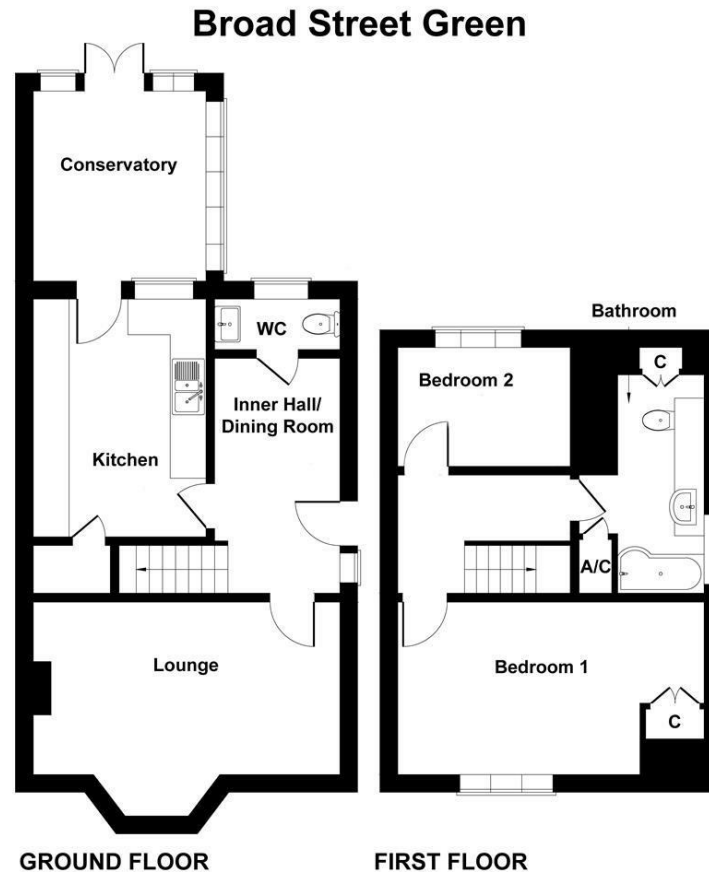 Broad Street Green
Conservatory
WC
Inner Hall/
Dining Room
Kitchen
Lounge
GROUND FLOOR
Bathroom
C
Bedroom 2
A/C
Bedroom 1
C
FIRST FLOOR